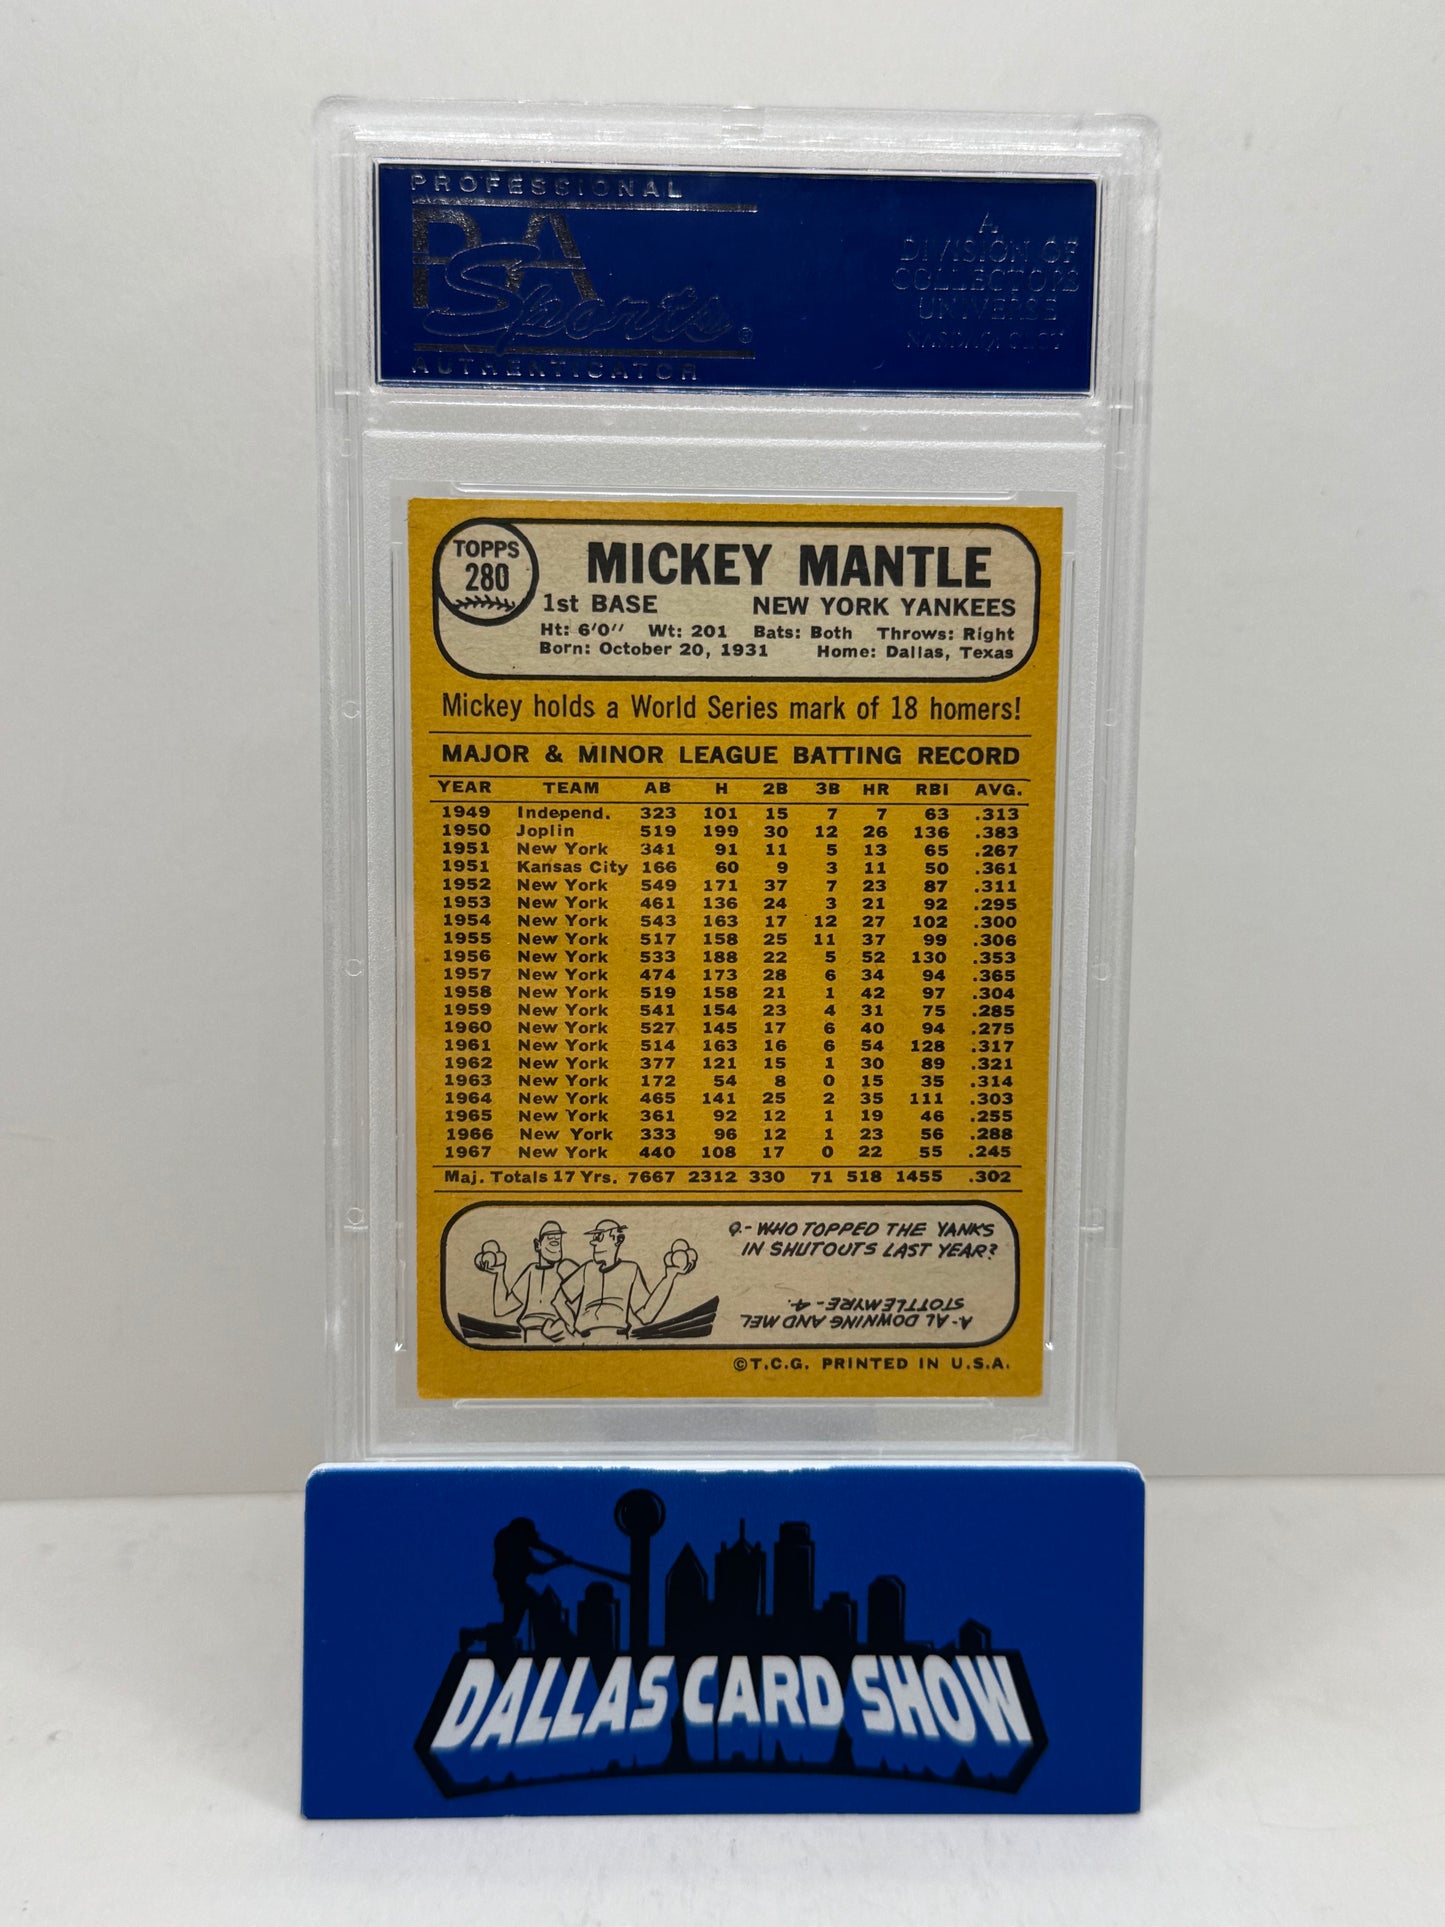 PROFESSIONAL
PSA
Sports®
AUTHENTICATOR
A
DIVISION OF
COLLECTORS
UNIVERSE
TOPPS
280
MICKEY MANTLE
1st BASE NEW YORK YANKEES
Ht: 6'0'' Wt: 201 Bats: Both Throws: Right
Born: October 20, 1931 Home: Dallas, Texas
Mickey holds a World Series mark of 18 homers!
MAJOR & MINOR LEAGUE BATTING RECORD
YEAR TEAM AB H 2B 3B HR RBI AVG.
1949 Independ. 323 101 15 7 7 63 .313
1950 Joplin 519 199 30 12 26 136 .383
1951 New York 341 91 11 5 13 65 .267
1951 Kansas City 166 60 9 3 11 50 .361
1952 New York 549 171 37 7 23 87 .311
1953 New York 461 136 24 3 21 92 .295
1954 New York 543 163 17 12 27 102 .300
1955 New York 517 158 25 11 37 99 .306
1956 New York 533 188 22 5 52 130 .353
1957 New York 474 173 28 6 34 94 .365
1958 New York 519 158 21 1 42 97 .304
1959 New York 541 154 23 4 31 75 .285
1960 New York 527 145 17 6 40 94 .275
1961 New York 514 163 16 6 54 128 .317
1962 New York 377 121 15 1 30 89 .321
1963 New York 172 54 8 0 15 35 .314
1964 New York 465 141 25 2 35 111 .303
1965 New York 361 92 12 1 19 46 .255
1966 New York 333 96 12 1 23 56 .288
1967 New York 440 108 17 0 22 55 .245
Maj. Totals 17 Yrs. 7667 2312 330 71 518 1455 .302
Q.- WHO TOPPED THE YANKS
IN SHUTOUTS LAST YEAR?
A- AL DOWNING AND MEL
STOTTLEMYRE - 4.
©T.C.G. PRINTED IN U.S.A.
DALLAS CARD SHOW